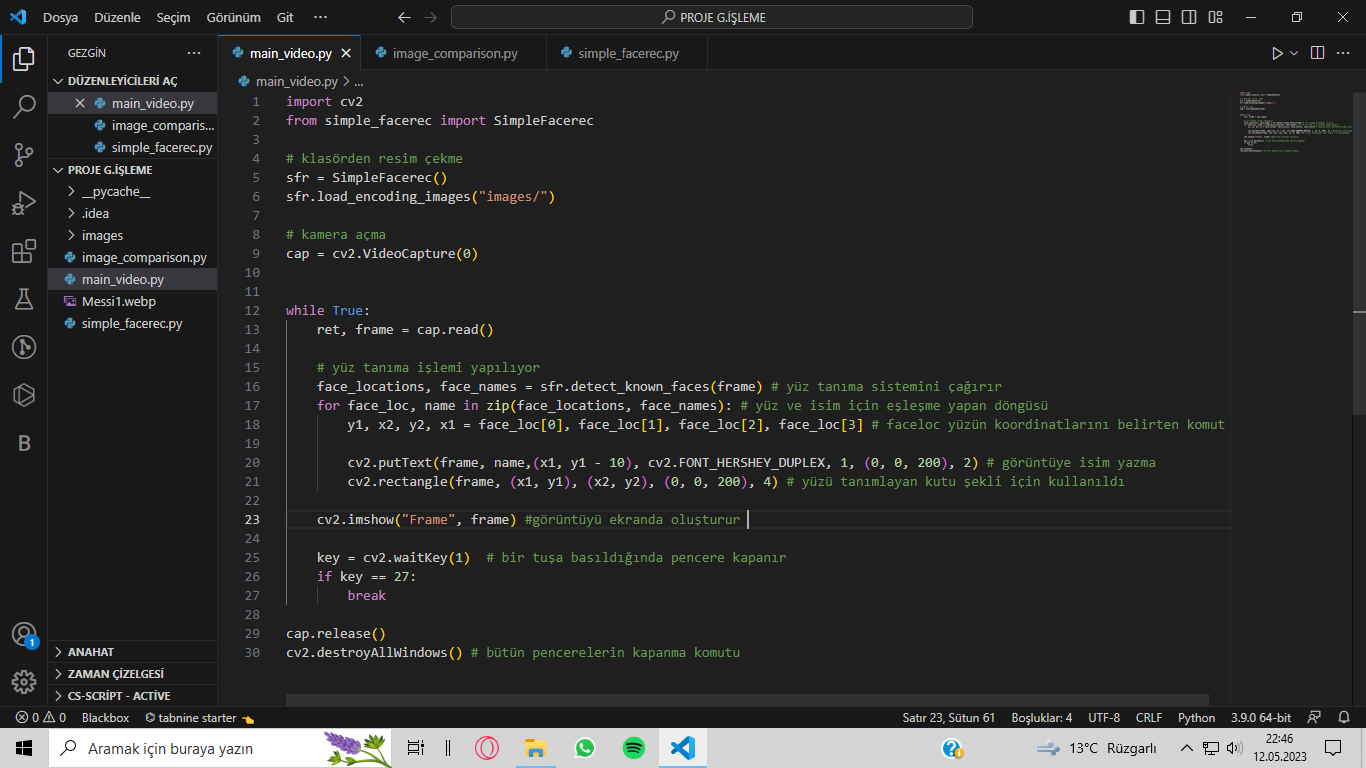 Dosya Düzenle Seçim Görünüm Git ··· PROJE G.İŞLEME
GEZGİN ···
DÜZENLEYİCİLERİ AÇ
main_video.py
image_comparis...
simple_facerec.py
PROJE G.İŞLEME
__pycache__
.idea
images
image_comparison.py
main_video.py
Messi1.webp
simple_facerec.py
ANAHAT
ZAMAN ÇİZELGESİ
CS-SCRİPT - ACTİVE
1
main_video.py image_comparison.py simple_facerec.py
main_video.py > ...
1 import cv2
2 from simple_facerec import SimpleFacerec
3
4 # klasörden resim çekme
5 sfr = SimpleFacerec()
6 sfr.load_encoding_images("images/")
7
8 # kamera açma
9 cap = cv2.VideoCapture(0)
10
11
12 while True:
13     ret, frame = cap.read()
14
15     # yüz tanıma işlemi yapılıyor
16     face_locations, face_names = sfr.detect_known_faces(frame) # yüz tanıma sistemini çağırır
17     for face_loc, name in zip(face_locations, face_names): # yüz ve isim için eşleşme yapan döngüsü
18         y1, x2, y2, x1 = face_loc[0], face_loc[1], face_loc[2], face_loc[3] # faceloc yüzün koordinatlarını belirten komut
19
20         cv2.putText(frame, name,(x1, y1 - 10), cv2.FONT_HERSHEY_DUPLEX, 1, (0, 0, 200), 2) # görüntüye isim yazma
21         cv2.rectangle(frame, (x1, y1), (x2, y2), (0, 0, 200), 4) # yüzü tanımlayan kutu şekli için kullanıldı
22
23     cv2.imshow("Frame", frame) #görüntüyü ekranda oluşturur
24
25     key = cv2.waitKey(1)  # bir tuşa basıldığında pencere kapanır
26     if key == 27:
27         break
28
29 cap.release()
30 cv2.destroyAllWindows() # bütün pencerelerin kapanma komutu
0 0 Blackbox tabnine starter Satır 23, Sütun 61 Boşluklar: 4 UTF-8 CRLF Python 3.9.0 64-bit
Aramak için buraya yazın 13°C Rüzgarlı 22:46
12.05.2023